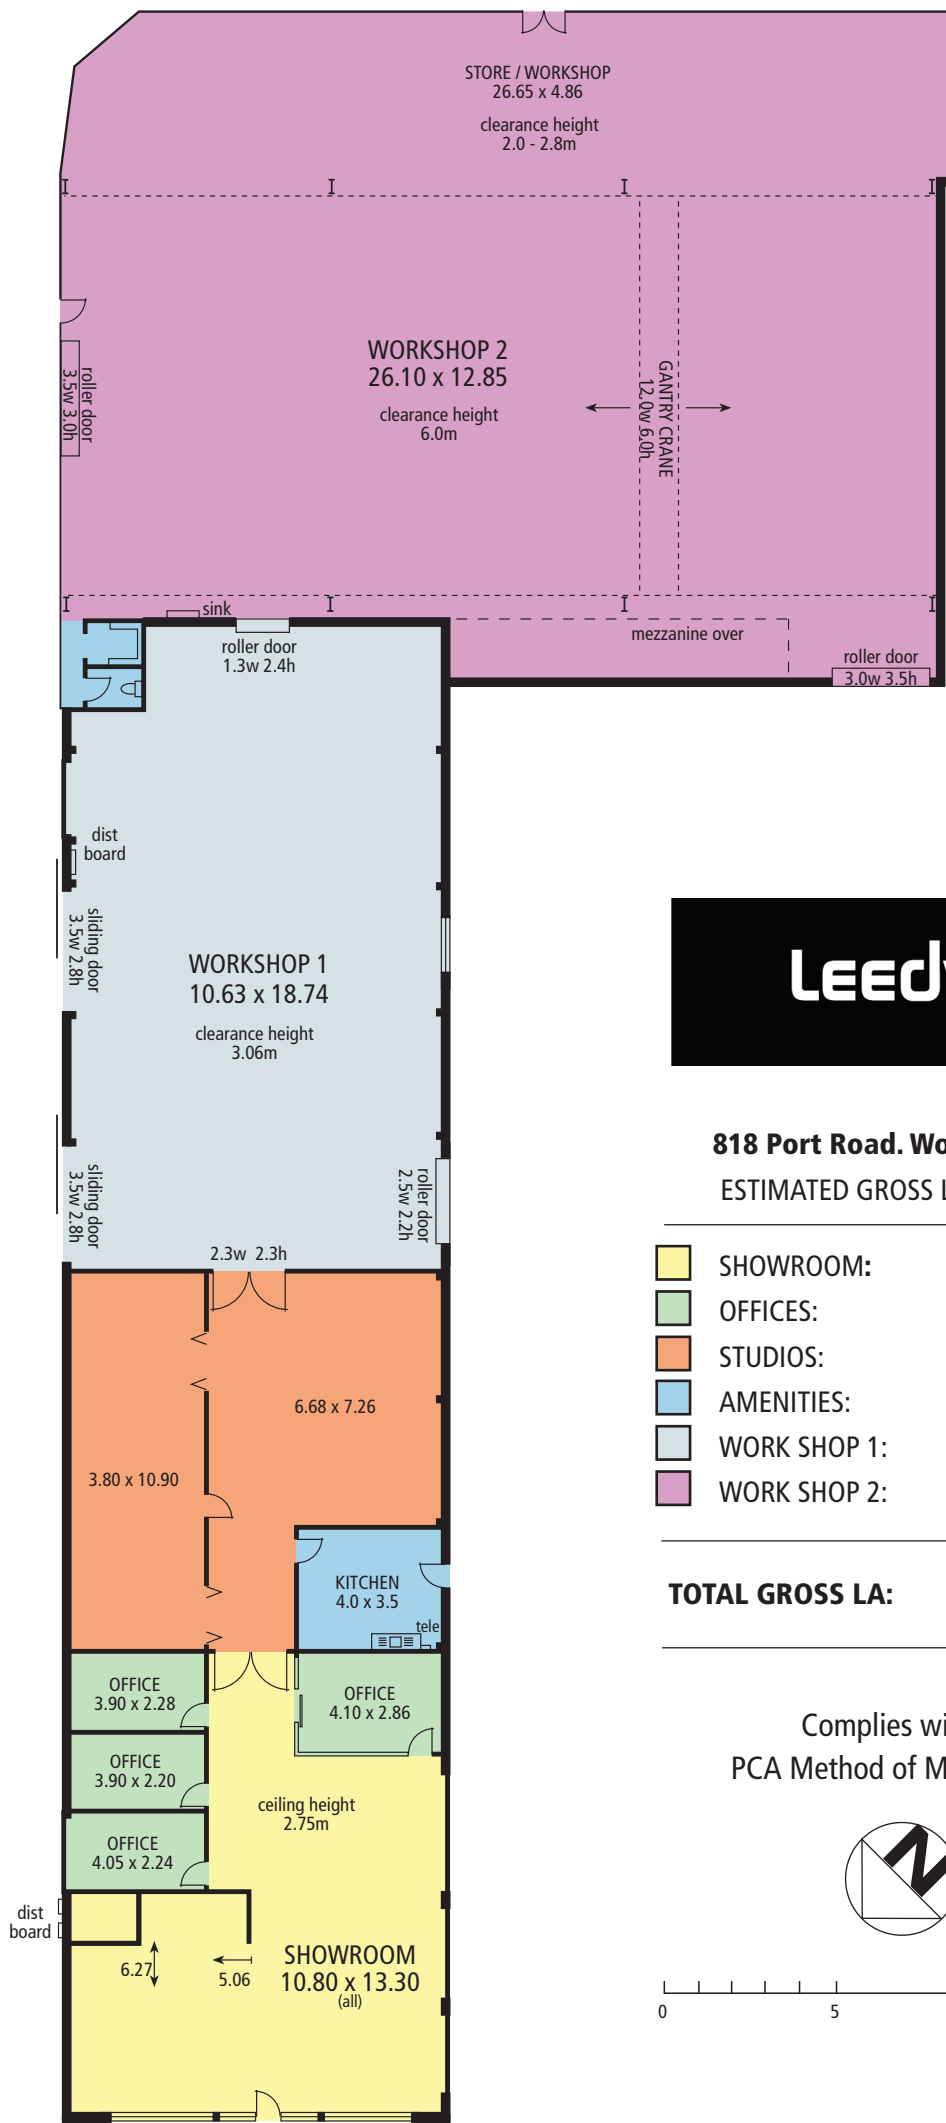 STORE / WORKSHOP
26.65 x 4.86
clearance height
2.0 - 2.8m
WORKSHOP 2
26.10 x 12.85
clearance height
6.0m
roller door
3.5w 3.0h
GANTRY CRANE
12.0w 6.0h
sink
roller door
1.3w 2.4h
mezzanine over
roller door
3.0w 3.5h
dist
board
sliding door
3.5w 2.8h
WORKSHOP 1
10.63 x 18.74
clearance height
3.06m
sliding door
3.5w 2.8h
roller door
2.5w 2.2h
2.3w 2.3h
6.68 x 7.26
3.80 x 10.90
KITCHEN
4.0 x 3.5
tele
OFFICE
3.90 x 2.28
OFFICE
4.10 x 2.86
OFFICE
3.90 x 2.20
ceiling height
2.75m
OFFICE
4.05 x 2.24
dist
board
6.27
5.06
SHOWROOM
10.80 x 13.30
(all)
Leed
818 Port Road. Wo
ESTIMATED GROSS L
SHOWROOM:
OFFICES:
STUDIOS:
AMENITIES:
WORK SHOP 1:
WORK SHOP 2:
TOTAL GROSS LA:
Complies wi
PCA Method of M
N
0 5